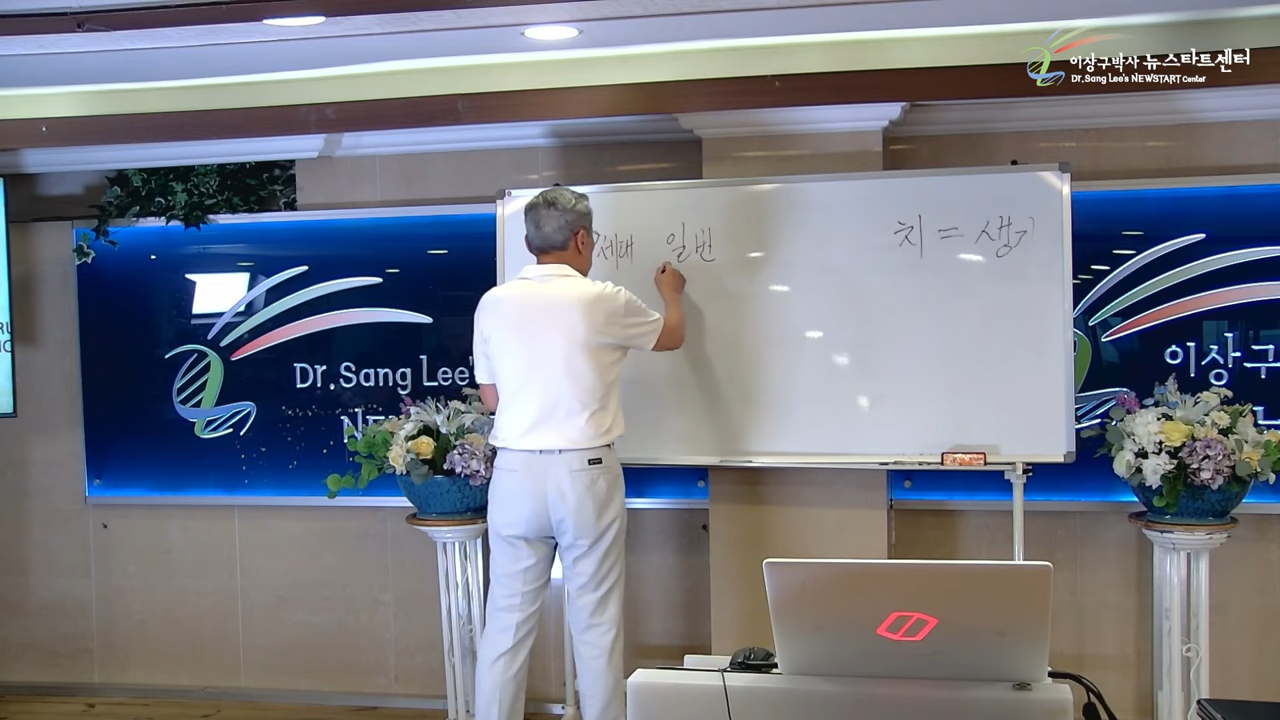 이상구박사 뉴스타트센터
Dr. Sang Lee's NEWSTART Center
세대 일반 치 = 생기
Dr. Sang Lee's
이상구